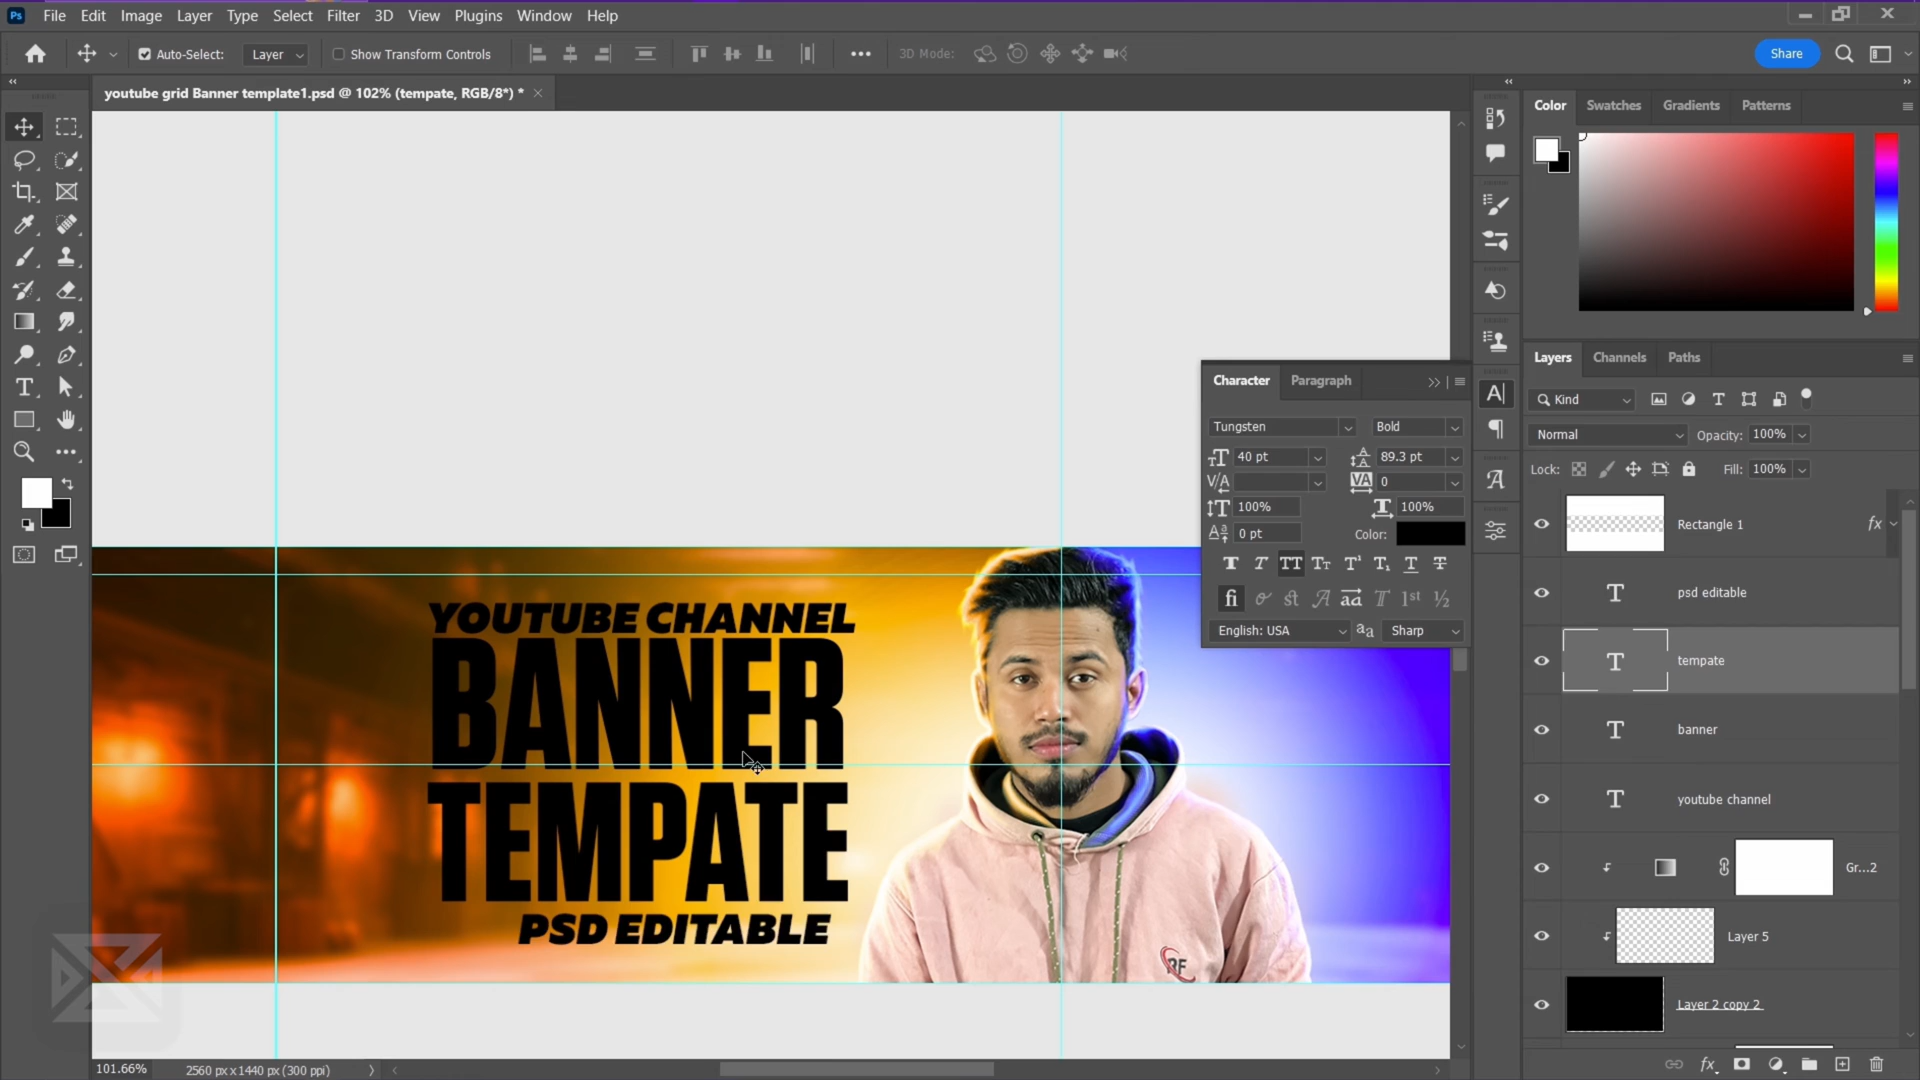 Ps File Edit Image Layer Type Select Filter 3D View Plugins Window Help
Auto-Select: Layer Show Transform Controls 3D Mode: Share
youtube grid Banner template1.psd @ 102% (tempate, RGB/8*) *
Color Swatches Gradients Patterns
Layers Channels Paths
Kind
Normal Opacity: 100%
Lock: Fill: 100%
Rectangle 1 fx
psd editable
tempate
banner
youtube channel
Gr...2
Layer 5
Layer 2 copy 2
Character Paragraph
Tungsten Bold
40 pt 89.3 pt
0
100% 100%
0 pt Color:
English: USA Sharp
YOUTUBE CHANNEL
BANNER
TEMPATE
PSD EDITABLE
RF
101.66% 2560 px x 1440 px (300 ppi)